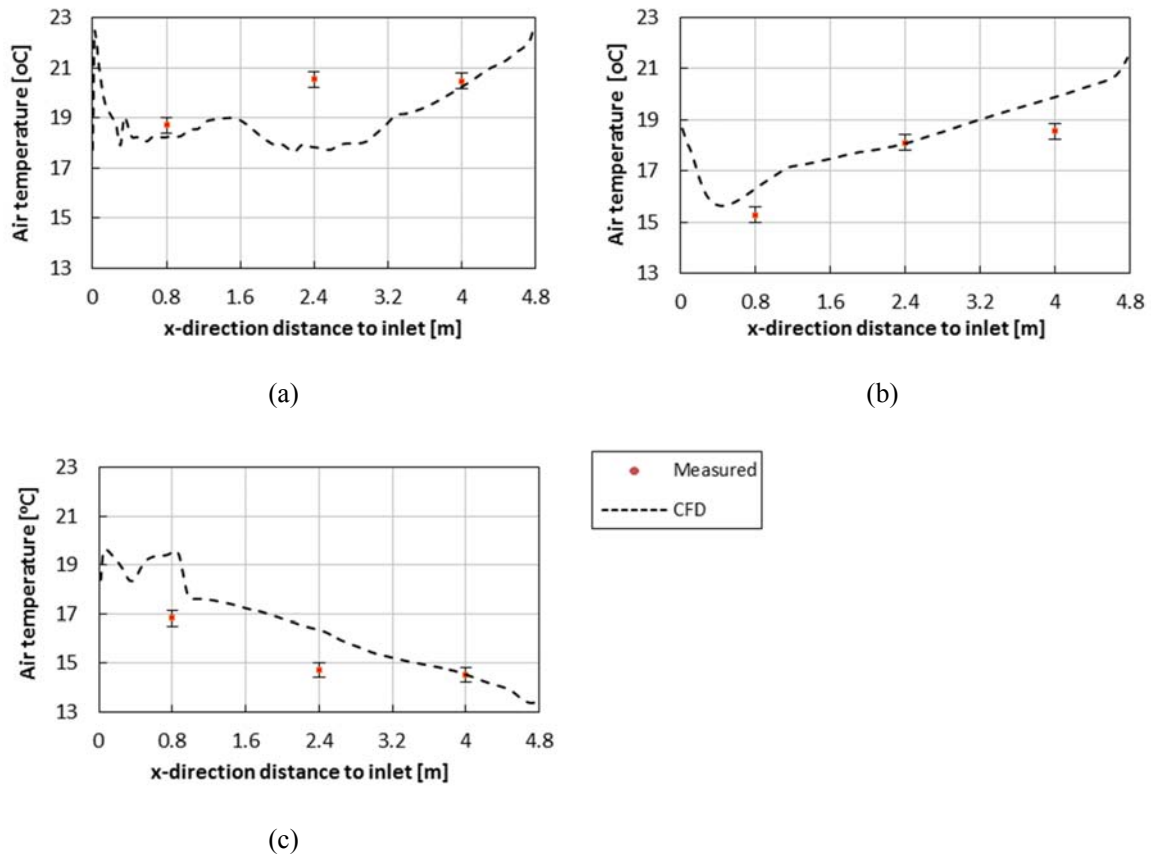 23
21
19
17
15
13
Air temperature [oC]
0 0.8 1.6 2.4 3.2 4 4.8
x-direction distance to inlet [m]
(a)
23
21
19
17
15
13
Air temperature [oC]
0 0.8 1.6 2.4 3.2 4 4.8
x-direction distance to inlet [m]
(b)
23
21
19
17
15
13
Air temperature [ºC]
0 0.8 1.6 2.4 3.2 4 4.8
x-direction distance to inlet [m]
(c)
Measured
CFD